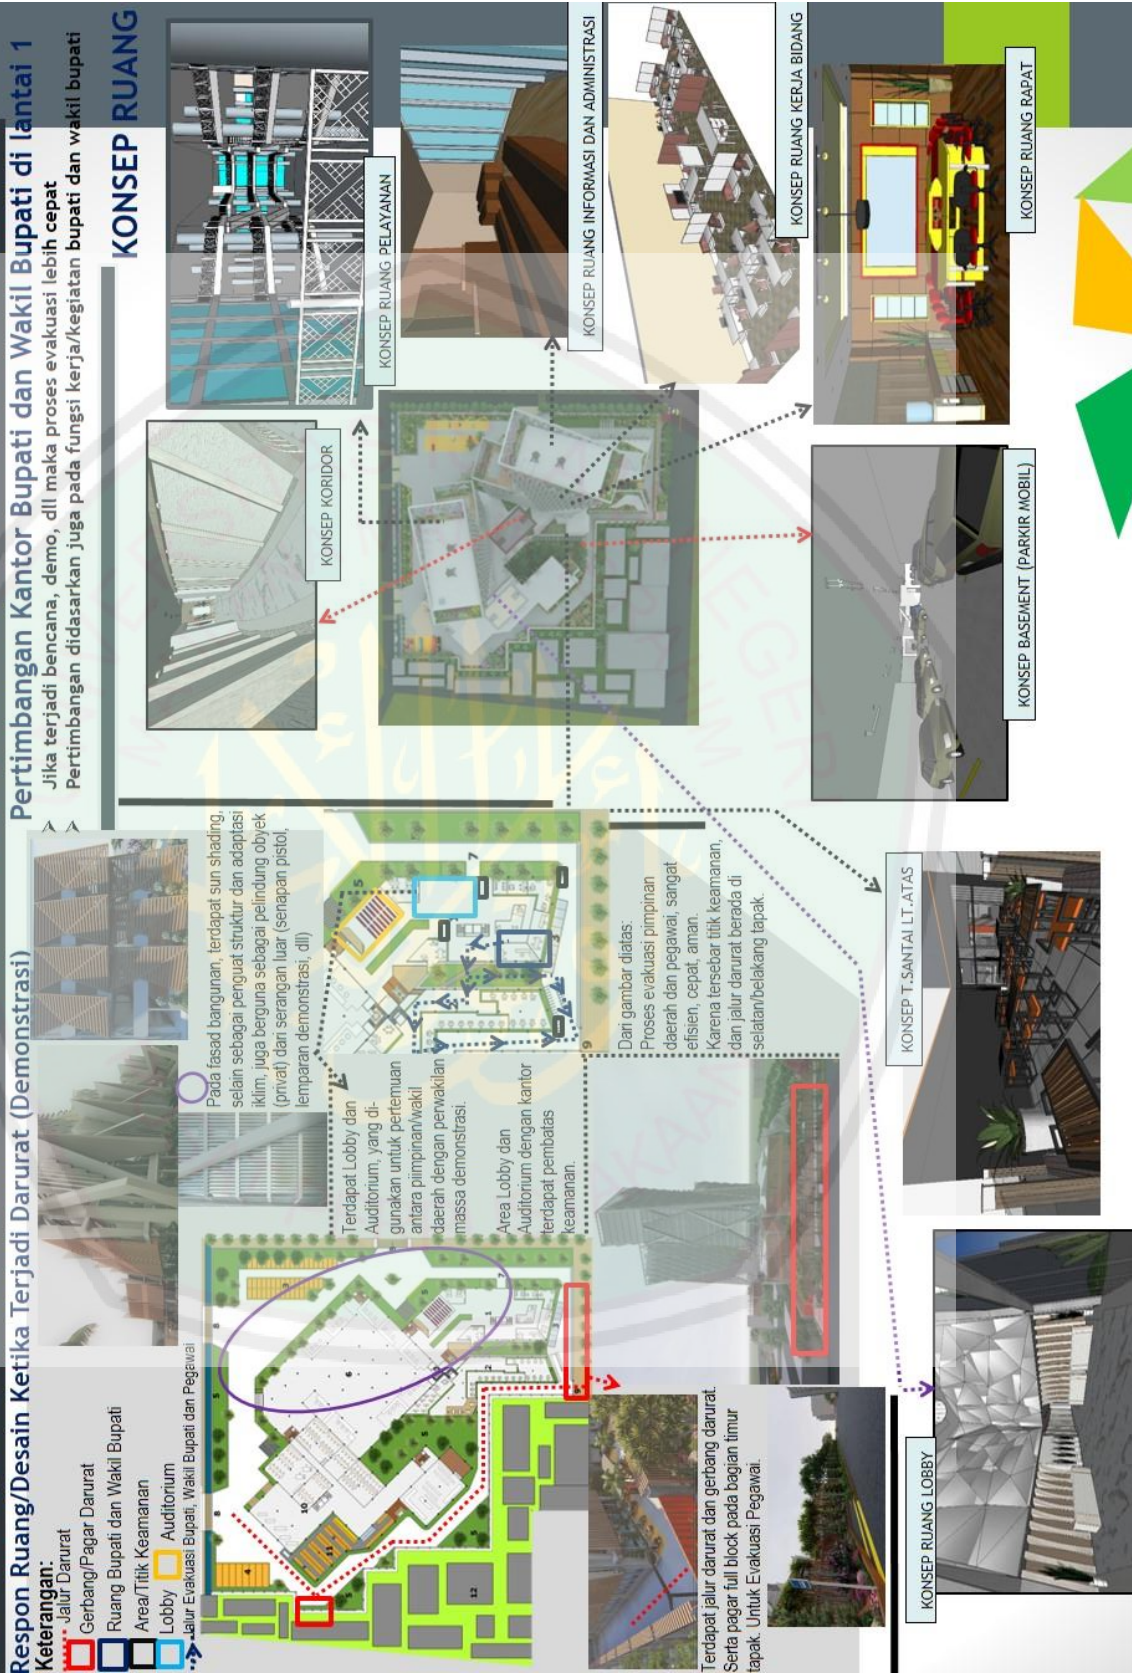 Respon Ruang/Desain Ketika Terjadi Darurat (Demonstrasi)
Keterangan:
Jalur Darurat
Gerbang/Pagar Darurat
Ruang Bupati dan Wakil Bupati
Area/Titik Keamanan
Lobby
Auditorium
Jalur Evakuasi Bupati, Wakil Bupati dan Pegawai
Pada fasad bangunan, terdapat sun shading,
selain sebagai penguat struktur dan adaptasi
iklim, juga berguna sebagai pelindung obyek
(privat) dari serangan luar (senapan pistol,
lemparan demonstrasi, dll)
Terdapat Lobby dan
Auditorium, yang di-
gunakan untuk pertemuan
antara piimpinan/wakil
daerah dengan perwakilan
massa demonstrasi.
Area Lobby dan
Auditorium dengan kantor
terdapat pembatas
keamanan.
Dari gambar diatas:
Proses evakuasi pimpinan
daerah dan pegawai, sangat
efisien, cepat, aman.
Karena tersebar titik keamanan,
dan jalur darurat berada di
selatan/belakang tapak.
Terdapat jalur darurat dan gerbang darurat.
Serta pagar full block pada bagian timur
tapak. Untuk Evakuasi Pegawai.
Pertimbangan Kantor Bupati dan Wakil Bupati di lantai 1
Jika terjadi bencana, demo, dll maka proses evakuasi lebih cepat
Pertimbangan didasarkan juga pada fungsi kerja/kegiatan bupati dan wakil bupati
KONSEP RUANG
KONSEP KORIDOR
KONSEP RUANG PELAYANAN
KONSEP RUANG INFORMASI DAN ADMINISTRASI
KONSEP RUANG KERJA BIDANG
KONSEP RUANG RAPAT
KONSEP BASEMENT (PARKIR MOBIL)
KONSEP T.SANTAI LT.ATAS
KONSEP RUANG LOBBY